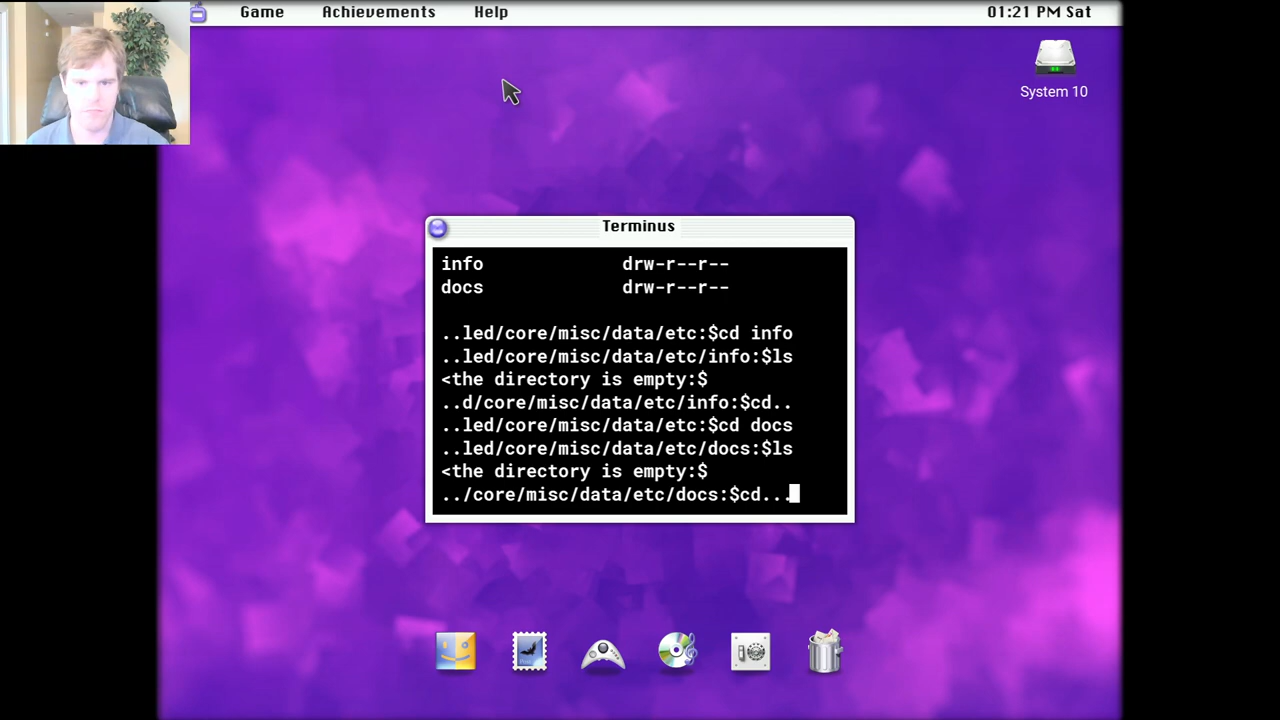 Game Achievements Help 01:21 PM Sat
System 10
Terminus
info drw-r--r--
docs drw-r--r--
..led/core/misc/data/etc:$cd info
..led/core/misc/data/etc/info:$ls
<the directory is empty:$
..d/core/misc/data/etc/info:$cd..
..led/core/misc/data/etc:$cd docs
..led/core/misc/data/etc/docs:$ls
<the directory is empty:$
../core/misc/data/etc/docs:$cd...